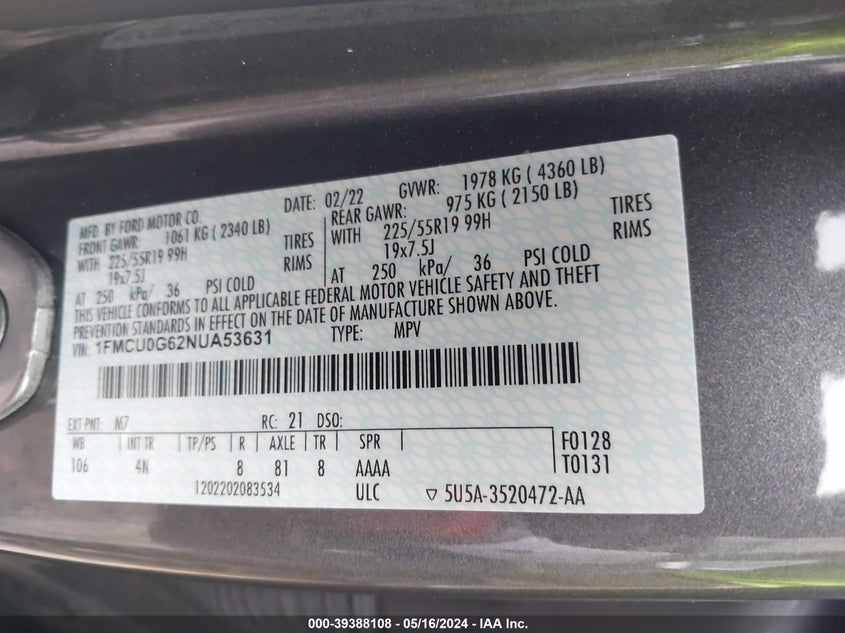 MFD. BY FORD MOTOR CO. DATE: 02/22 GVWR: 1978 KG ( 4360 LB)
FRONT GAWR: 1061 KG ( 2340 LB) REAR GAWR: 975 KG ( 2150 LB)
WITH 225/55R19 99H TIRES WITH 225/55R19 99H TIRES
19x7.5J RIMS 19x7.5J RIMS
AT 250 kPa/ 36 PSI COLD AT 250 kPa/ 36 PSI COLD
THIS VEHICLE CONFORMS TO ALL APPLICABLE FEDERAL MOTOR VEHICLE SAFETY AND THEFT
PREVENTION STANDARDS IN EFFECT ON THE DATE OF MANUFACTURE SHOWN ABOVE.
VIN: 1FMCU0G62NUA53631 TYPE: MPV
EXT PNT: M7 RC: 21 DSO:
WB INT TR TP/PS R AXLE TR SPR F0128
106 4N 8 81 8 AAAA T0131
1202202083534 ULC ▽ 5U5A-3520472-AA
000-39388108 - 05/16/2024 - IAA Inc.